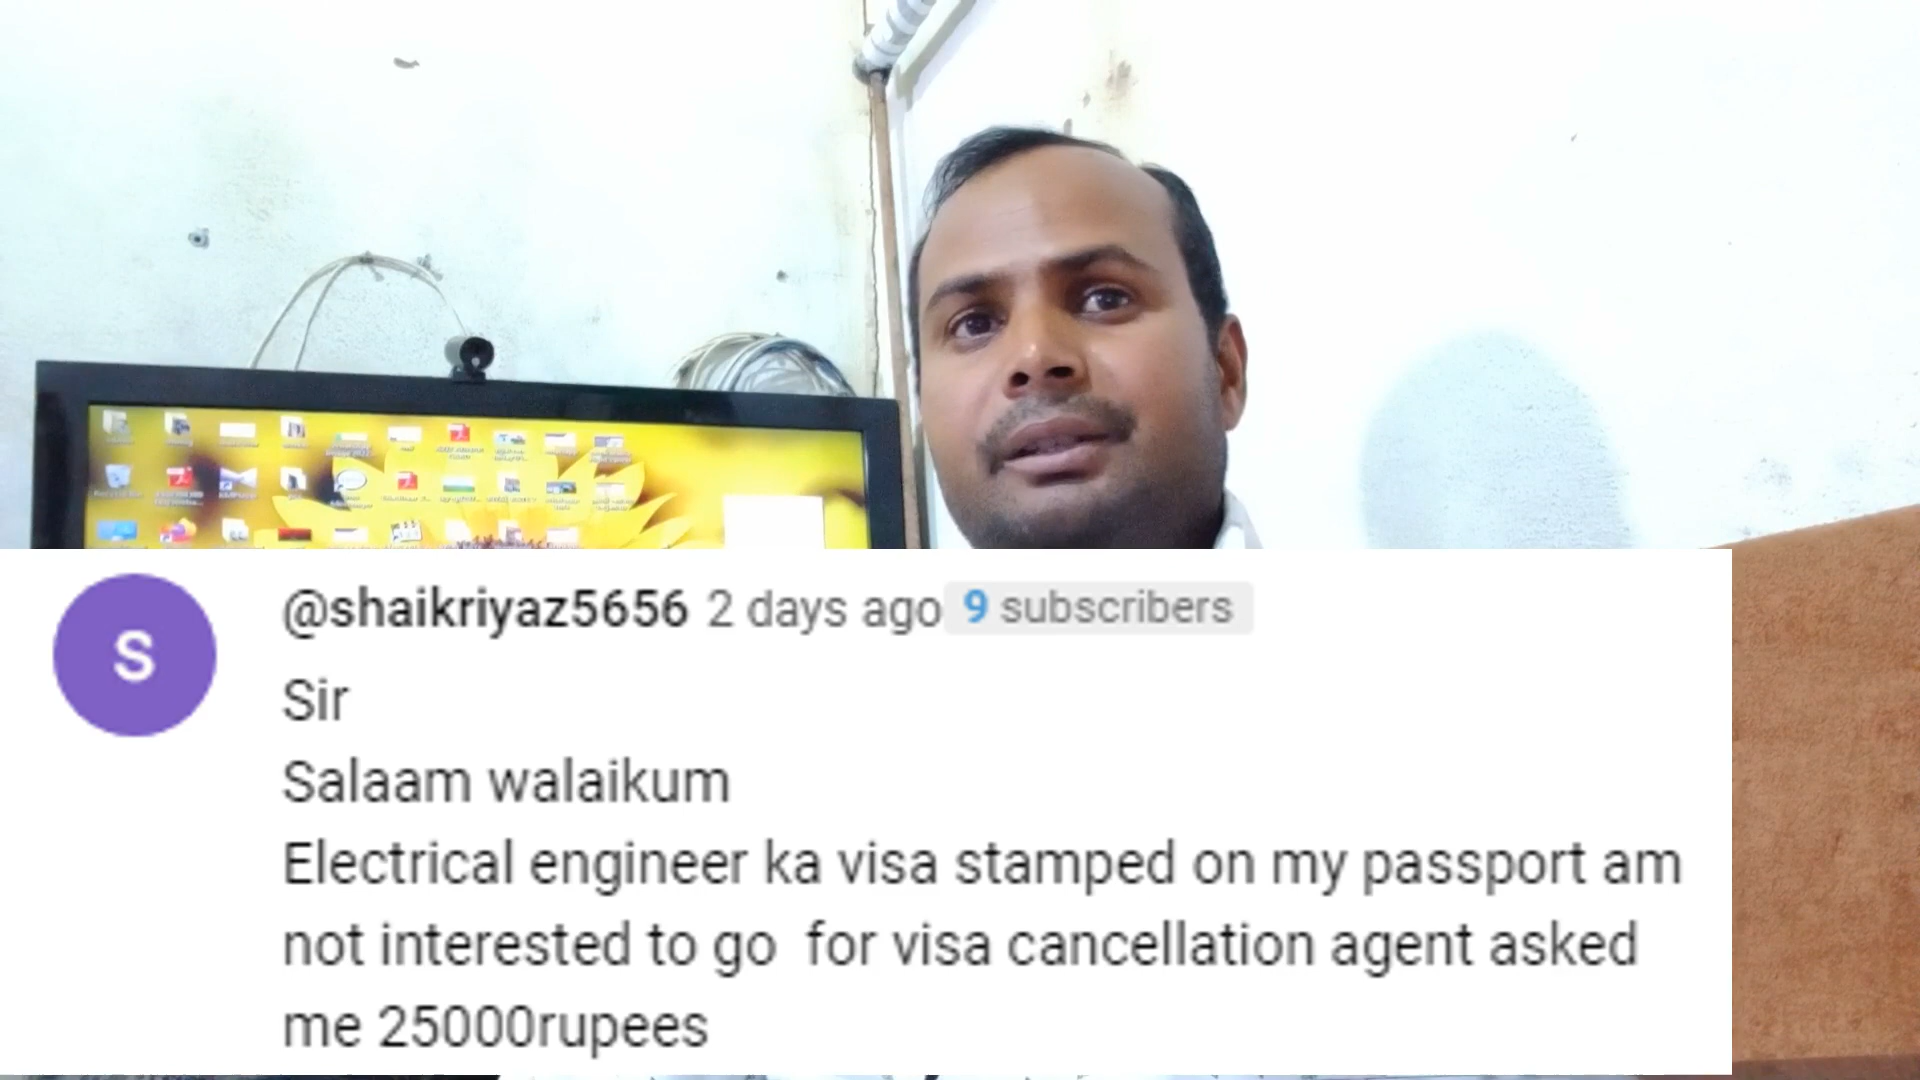 S
@shaikriyaz5656 2 days ago 9 subscribers
Sir
Salaam walaikum
Electrical engineer ka visa stamped on my passport am
not interested to go for visa cancellation agent asked
me 25000rupees